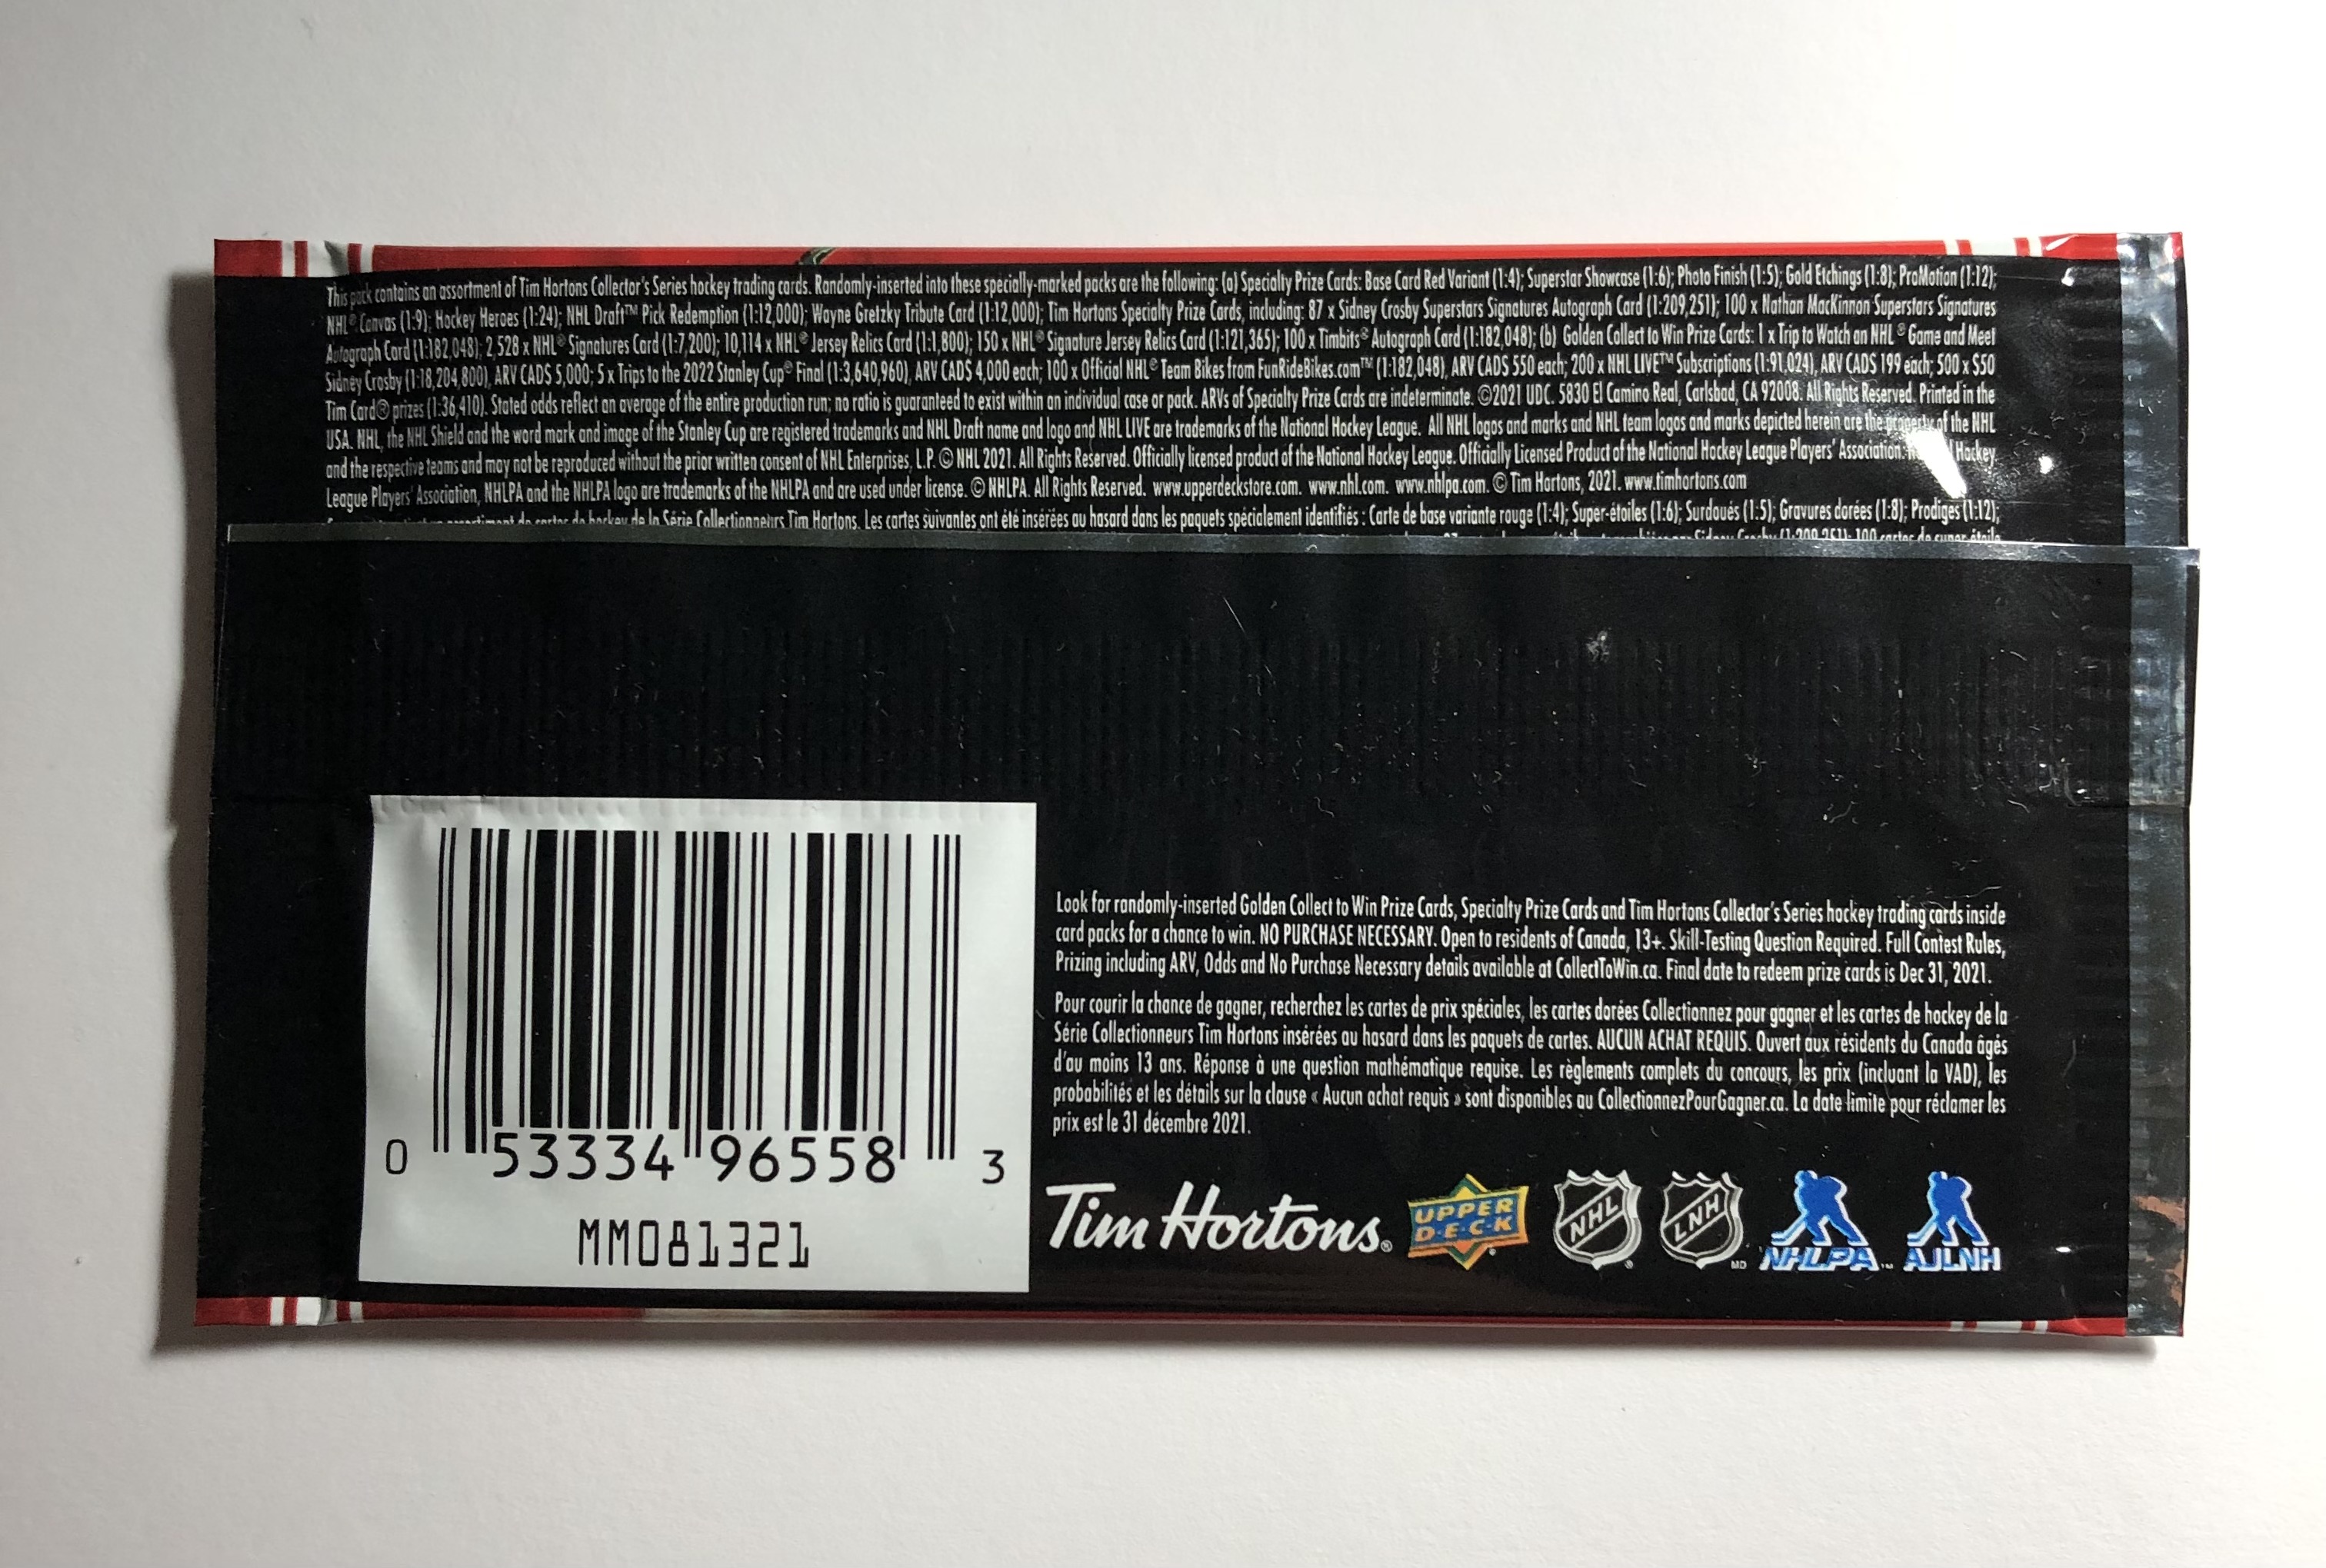 This pack contains an assortment of Tim Hortons Collector's Series hockey trading cards. Randomly-inserted into these specially-marked packs are the following: (a) Specialty Prize Cards: Base Card Red Variant (1:4); Superstar Showcase (1:6); Photo Finish (1:5); Gold Etchings (1:8); ProMotion (1:12);
NHL® Canvas (1:9); Hockey Heroes (1:24); NHL Draft™ Pick Redemption (1:12,000); Wayne Gretzky Tribute Card (1:12,000); Tim Hortons Specialty Prize Cards, including: 87 x Sidney Crosby Superstars Signatures Autograph Card (1:209,251); 100 x Nathan MacKinnon Superstars Signatures
Autograph Card (1:182,048); 2,528 x NHL® Signatures Card (1:7,200); 10,114 x NHL® Jersey Relics Card (1:1,800); 150 x NHL® Signature Jersey Relics Card (1:121,365); 100 x Timbits® Autograph Card (1:182,048); (b) Golden Collect to Win Prize Cards: 1 x Trip to Watch an NHL® Game and Meet
Sidney Crosby (1:18,204,800), ARV CAD$ 5,000; 5 x Trips to the 2022 Stanley Cup® Final (1:3,640,960), ARV CAD$ 4,000 each; 100 x Official NHL® Team Bikes from FunRideBikes.com™ (1:182,048), ARV CAD$ 550 each; 200 x NHL LIVE™ Subscriptions (1:91,024), ARV CAD$ 199 each; 500 x $50
Tim Card® prizes (1:36,410). Stated odds reflect an average of the entire production run; no ratio is guaranteed to exist within an individual case or pack. ARVs of Specialty Prize Cards are indeterminate. ©2021 UDC. 5830 El Camino Real, Carlsbad, CA 92008. All Rights Reserved. Printed in the
USA. NHL, the NHL Shield and the word mark and image of the Stanley Cup are registered trademarks and NHL Draft name and logo and NHL LIVE are trademarks of the National Hockey League. All NHL logos and marks and NHL team logos and marks depicted herein are the property of the NHL
and the respective teams and may not be reproduced without the prior written consent of NHL Enterprises, L.P. © NHL 2021. All Rights Reserved. Officially licensed product of the National Hockey League. Officially Licensed Product of the National Hockey League Players' Association. Hockey
League Players' Association, NHLPA and the NHLPA logo are trademarks of the NHLPA and are used under license. © NHLPA. All Rights Reserved. www.upperdeckstore.com. www.nhl.com. www.nhlpa.com. © Tim Hortons, 2021. www.timhortons.com
assortiment de cartes de hockey de la Série Collectionneurs Tim Hortons. Les cartes suivantes ont été insérées au hasard dans les paquets spécialement identifiés : Carte de base variante rouge (1:4); Super-étoiles (1:6); Surdoués (1:5); Gravures dorées (1:8); Prodiges (1:12);
Sidney Crosby (1:209,251); 100 cartes de super-étoile
Look for randomly-inserted Golden Collect to Win Prize Cards, Specialty Prize Cards and Tim Hortons Collector's Series hockey trading cards inside
card packs for a chance to win. NO PURCHASE NECESSARY. Open to residents of Canada, 13+. Skill-Testing Question Required. Full Contest Rules,
Prizing including ARV, Odds and No Purchase Necessary details available at CollectToWin.ca. Final date to redeem prize cards is Dec 31, 2021.
Pour courir la chance de gagner, recherchez les cartes de prix spéciales, les cartes dorées Collectionnez pour gagner et les cartes de hockey de la
Série Collectionneurs Tim Hortons insérées au hasard dans les paquets de cartes. AUCUN ACHAT REQUIS. Ouvert aux résidents du Canada âgés
d'au moins 13 ans. Réponse à une question mathématique requise. Les règlements complets du concours, les prix (incluant la VAD), les
probabilités et les détails sur la clause « Aucun achat requis » sont disponibles au CollectionnezPourGagner.ca. La date limite pour réclamer les
prix est le 31 décembre 2021.
0 53334 96558 3
MM081321
Tim Hortons® UPPER DECK® NHL® LNH MD NHLPA™ AJLNH